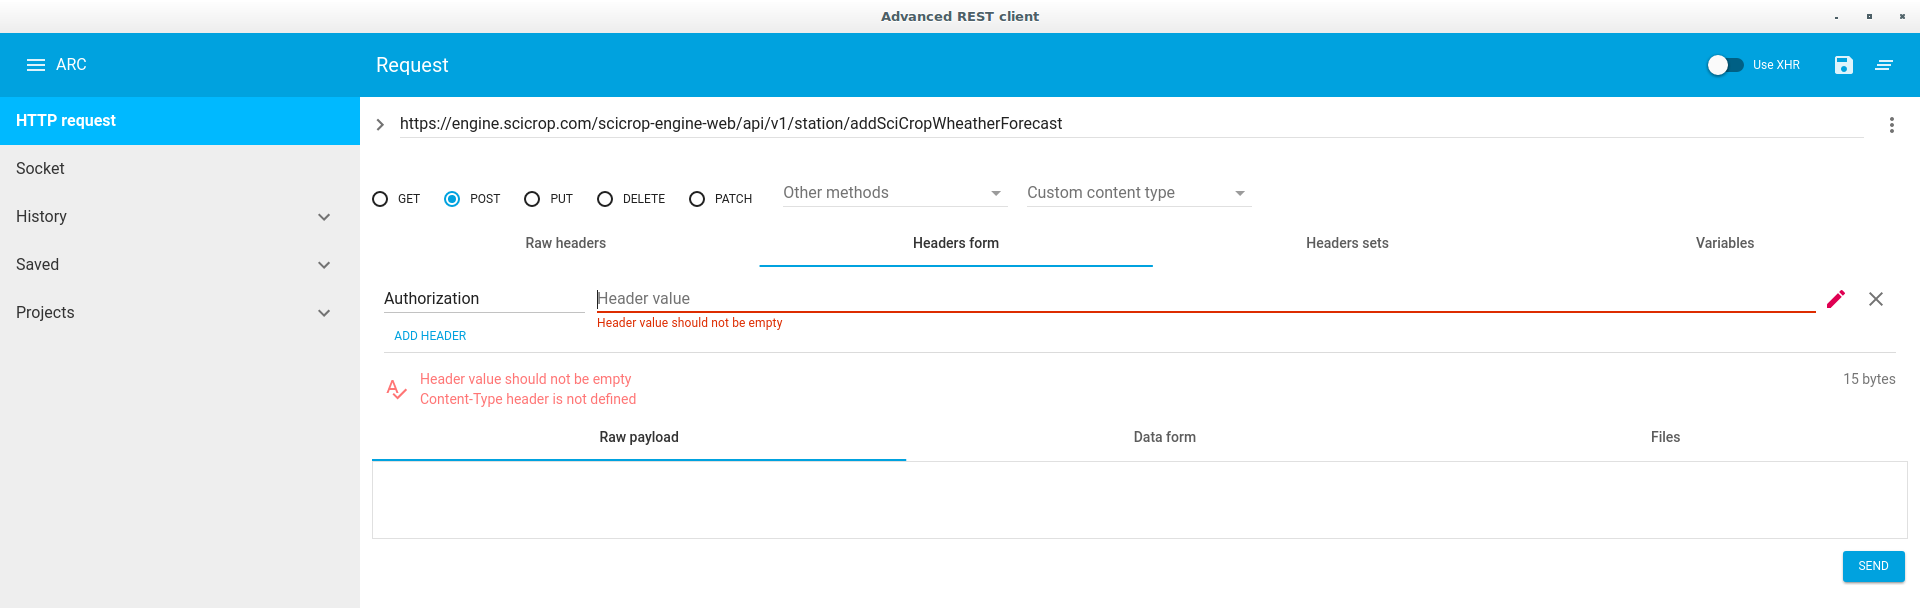 Advanced REST client
ARC
Request
Use XHR
HTTP request
https://engine.scicrop.com/scicrop-engine-web/api/v1/station/addSciCropWheatherForecast
Socket
History
Saved
Projects
GET
POST
PUT
DELETE
PATCH
Other methods
Custom content type
Raw headers
Headers form
Headers sets
Variables
Authorization
Header value
Header value should not be empty
ADD HEADER
Header value should not be empty
Content-Type header is not defined
15 bytes
Raw payload
Data form
Files
SEND